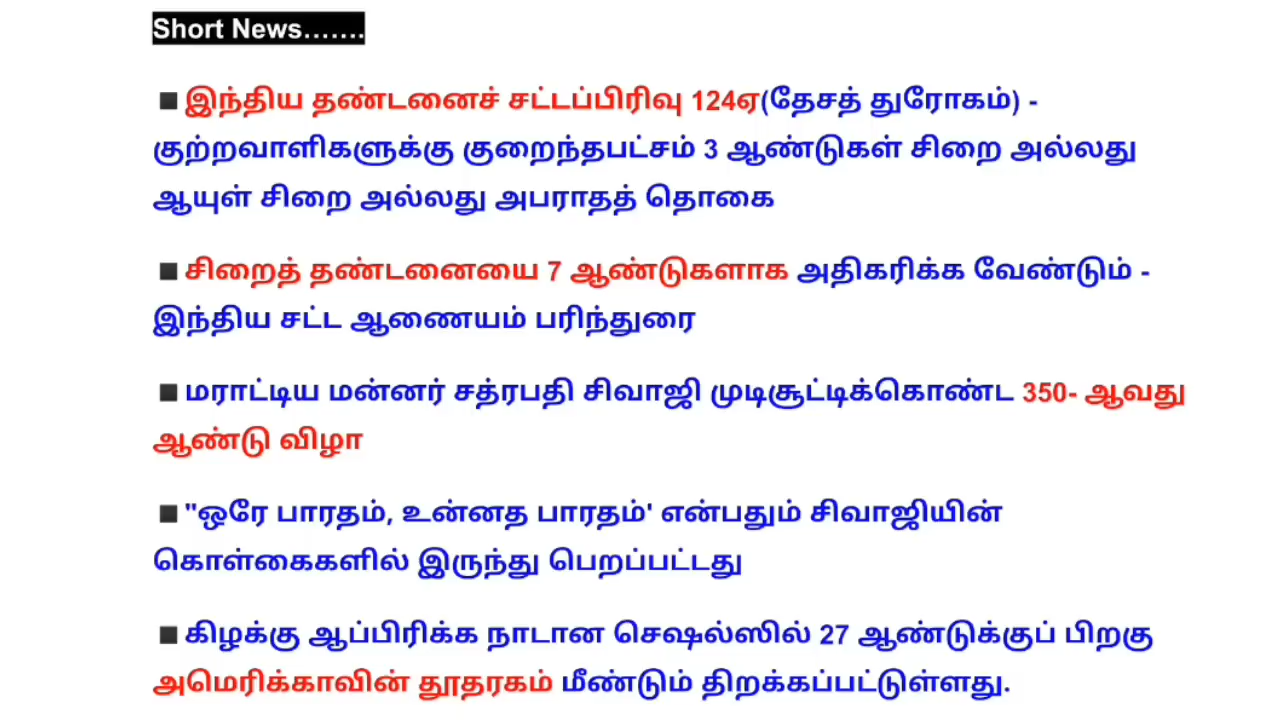 Short News.......
▪இந்திய தண்டனைச் சட்டப்பிரிவு 124ஏ(தேசத் துரோகம்) -
குற்றவாளிகளுக்கு குறைந்தபட்சம் 3 ஆண்டுகள் சிறை அல்லது
ஆயுள் சிறை அல்லது அபராதத் தொகை
▪சிறைத் தண்டனையை 7 ஆண்டுகளாக அதிகரிக்க வேண்டும் -
இந்திய சட்ட ஆணையம் பரிந்துரை
▪மராட்டிய மன்னர் சத்ரபதி சிவாஜி முடிசூட்டிக்கொண்ட 350- ஆவது
ஆண்டு விழா
▪"ஒரே பாரதம், உன்னத பாரதம்' என்பதும் சிவாஜியின்
கொள்கைகளில் இருந்து பெறப்பட்டது
▪கிழக்கு ஆப்பிரிக்க நாடான செஷல்ஸில் 27 ஆண்டுக்குப் பிறகு
அமெரிக்காவின் தூதரகம் மீண்டும் திறக்கப்பட்டுள்ளது.